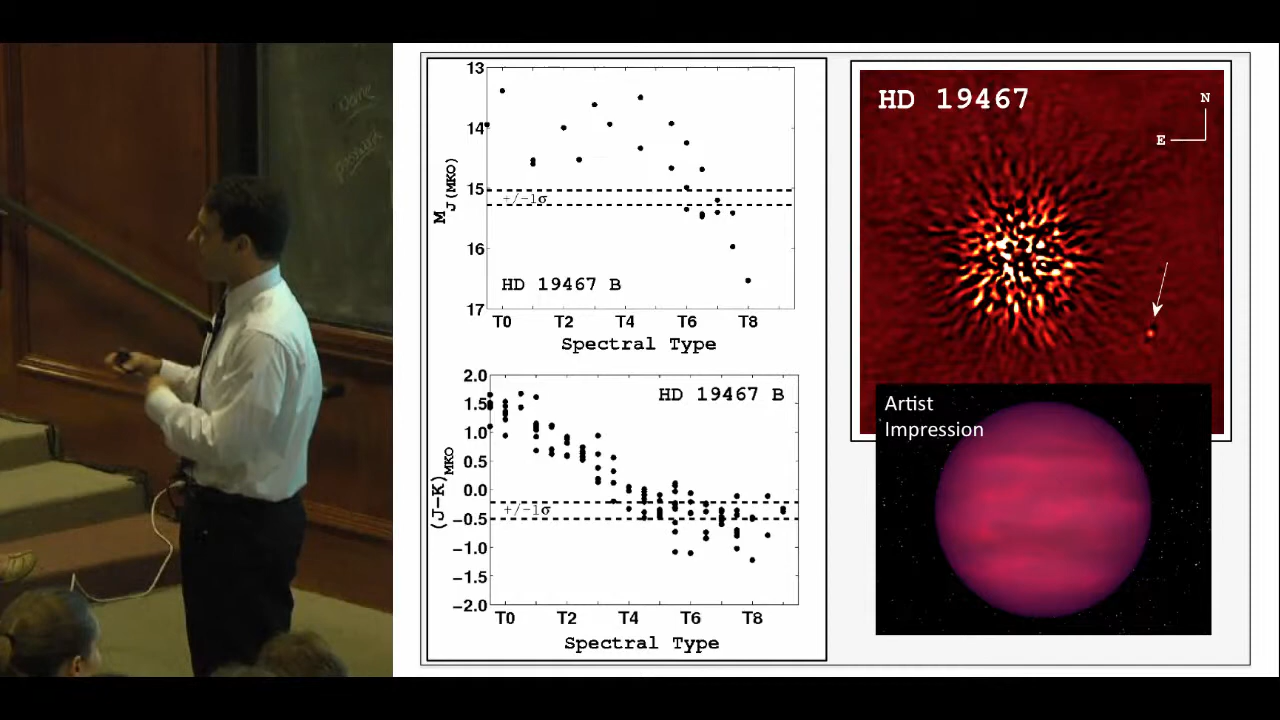 13
14
15
16
17
M J(MKO)
+/-1σ
HD 19467 B
T0 T2 T4 T6 T8
Spectral Type
2.0
1.5
1.0
0.5
0.0
−0.5
−1.0
−1.5
−2.0
(J-K)MKO
HD 19467 B
+/-1σ
T0 T2 T4 T6 T8
Spectral Type
HD 19467
N
E
Artist
Impression